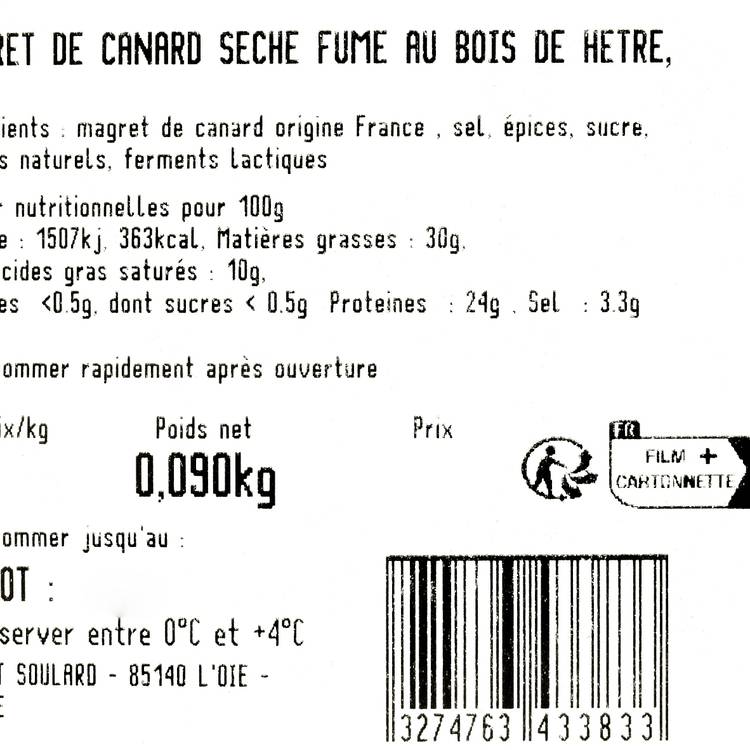 RET DE CANARD SECHE FUME AU BOIS DE HETRE,
ients : magret de canard origine France , sel, épices, sucre,
s naturels, ferments lactiques
r nutritionnelles pour 100g
e : 1507kj, 363kcal, Matières grasses : 30g,
cides gras saturés : 10g,
es <0.5g, dont sucres < 0.5g Proteines : 24g , Sel : 3.3g
ommer rapidement après ouverture
ix/kg Poids net Prix
0,090kg
FR
FILM +
CARTONNETTE
ommer jusqu'au :
OT :
server entre 0°C et +4°C
T SOULARD - 85140 L'OIE -
E
3274763 433833